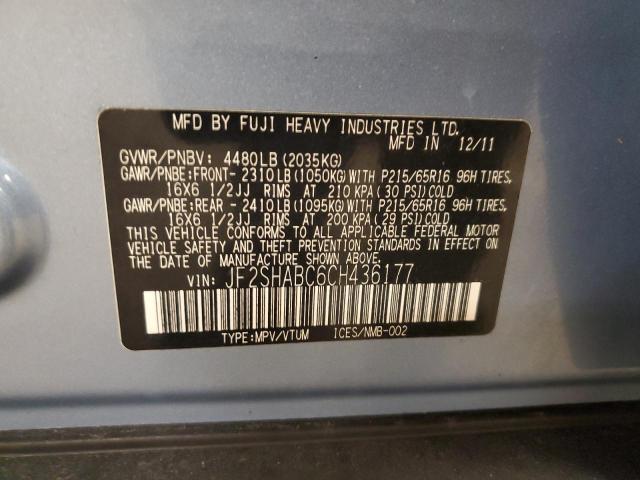 MFD BY FUJI HEAVY INDUSTRIES LTD.
MFD IN 12/11
GVWR/PNBV: 4480LB(2035KG)
GAWR/PNBE:FRONT-2310LB(1050KG)WITH P215/65R16 96H TIRES,
16X6 1/2JJ RIMS AT 210 KPA(30 PSI)COLD
GAWR/PNBE:REAR -2410LB(1095KG)WITH P215/65R16 96H TIRES,
16X6 1/2JJ RIMS AT 200 KPA(29 PSI)COLD
THIS VEHICLE CONFORMS TO ALL APPLICABLE FEDERAL MOTOR
VEHICLE SAFETY AND THEFT PREVENTION STANDARDS IN EFFECT
ON THE DATE OF MANUFACTURE SHOWN ABOVE.
VIN: JF2SHABC6CH436177
TYPE:MPV/VTUM ICES/NMB-002